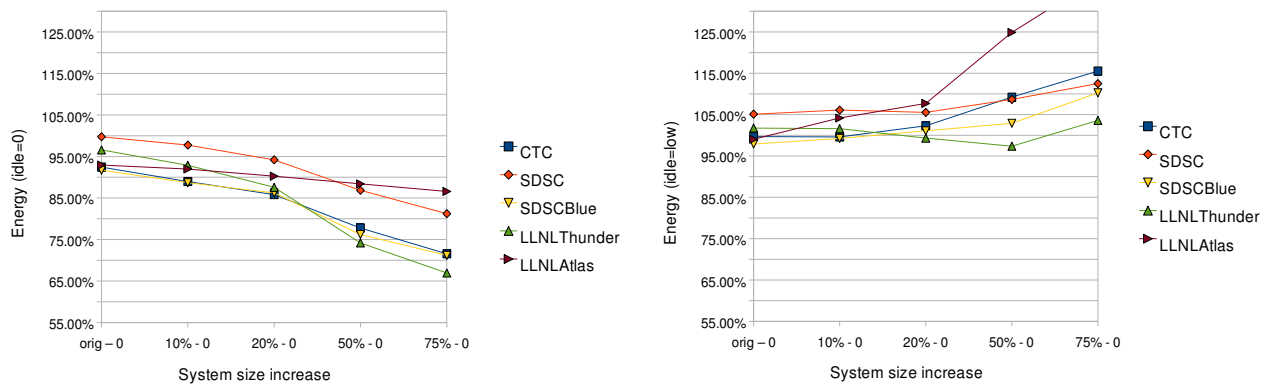 125.00%
115.00%
105.00%
95.00%
85.00%
75.00%
65.00%
55.00%
Energy (idle=0)
orig – 0
10% - 0
20% - 0
50% - 0
75% - 0
System size increase
CTC
SDSC
SDSCBlue
LLNLThunder
LLNLAtlas
125.00%
115.00%
105.00%
95.00%
85.00%
75.00%
65.00%
55.00%
Energy (idle=low)
orig – 0
10% - 0
20% - 0
50% - 0
75% - 0
System size increase
CTC
SDSC
SDSCBlue
LLNLThunder
LLNLAtlas